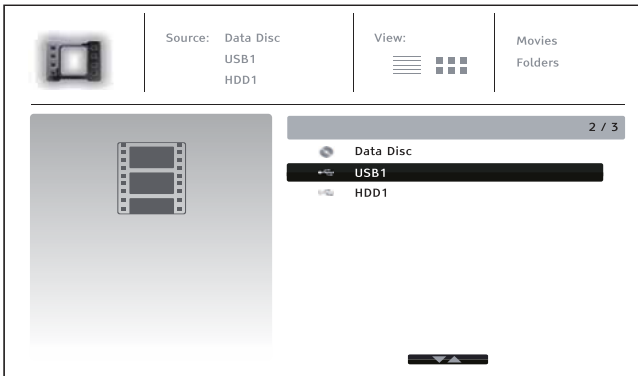 Source: Data Disc
USB1
HDD1
View:
Movies
Folders
2 / 3
Data Disc
USB1
HDD1